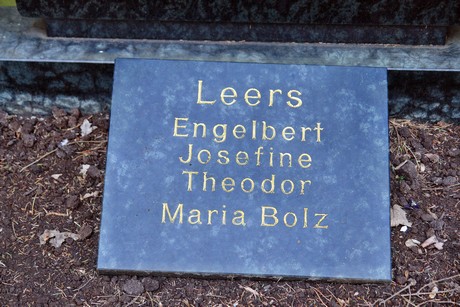 Leers
Engelbert
Josefine
Theodor
Maria Bolz